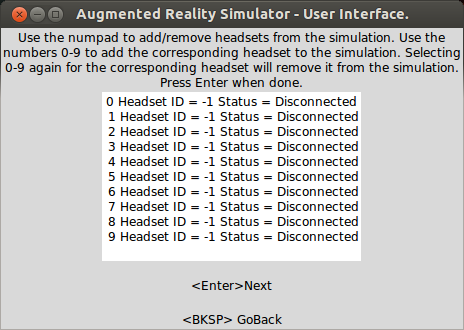 Augmented Reality Simulator - User Interface.
Use the numpad to add/remove headsets from the simulation. Use the
numbers 0-9 to add the corresponding headset to the simulation. Selecting
0-9 again for the corresponding headset will remove it from the simulation.
Press Enter when done.
0 Headset ID = -1 Status = Disconnected
1 Headset ID = -1 Status = Disconnected
2 Headset ID = -1 Status = Disconnected
3 Headset ID = -1 Status = Disconnected
4 Headset ID = -1 Status = Disconnected
5 Headset ID = -1 Status = Disconnected
6 Headset ID = -1 Status = Disconnected
7 Headset ID = -1 Status = Disconnected
8 Headset ID = -1 Status = Disconnected
9 Headset ID = -1 Status = Disconnected
<Enter>Next
<BKSP> GoBack